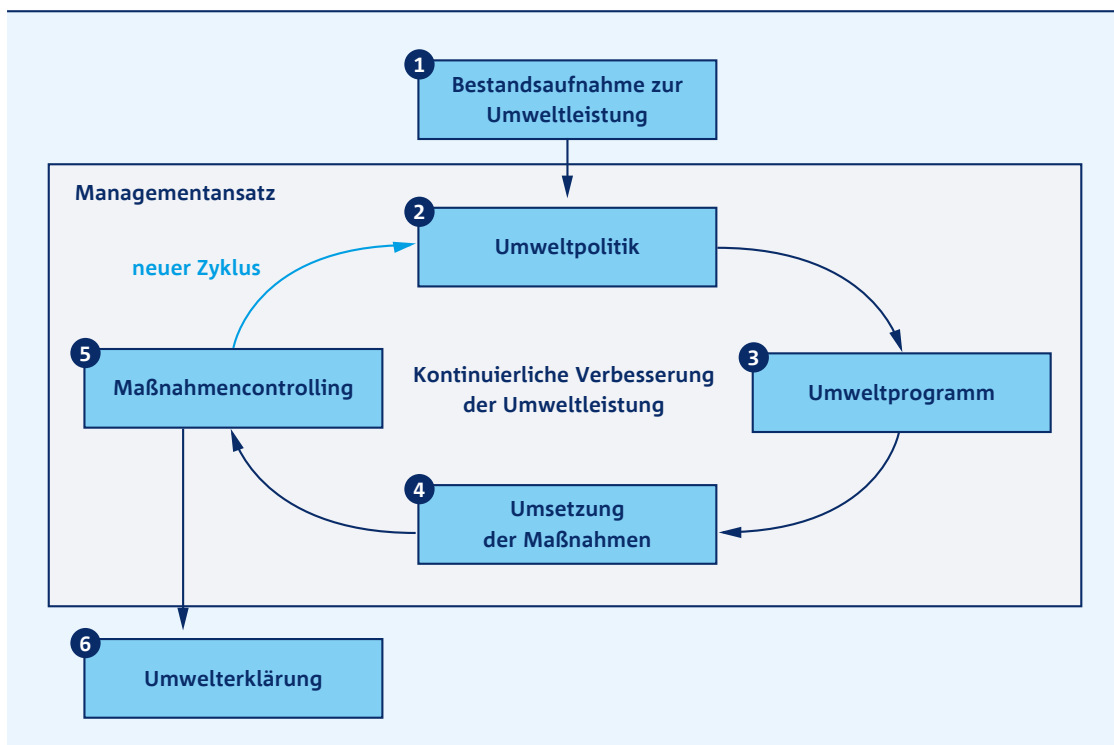 1
Bestandsaufnahme zur
Umweltleistung
Managementansatz
2
Umweltpolitik
neuer Zyklus
5
Maßnahmencontrolling
Kontinuierliche Verbesserung
der Umweltleistung
3
Umweltprogramm
4
Umsetzung
der Maßnahmen
6
Umwelterklärung